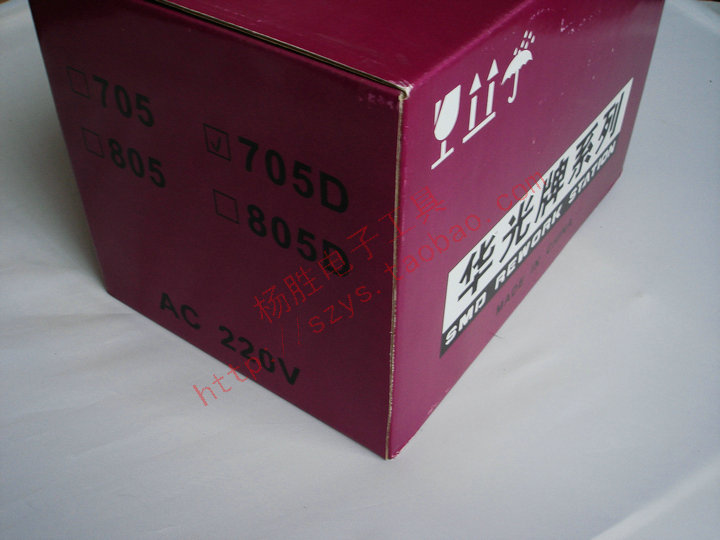 705
705D
805
805D
AC 220V
华光牌系列
SMD REWORK STATION
MADE IN CHINA
杨胜电子工具
http://szys.taobao.com